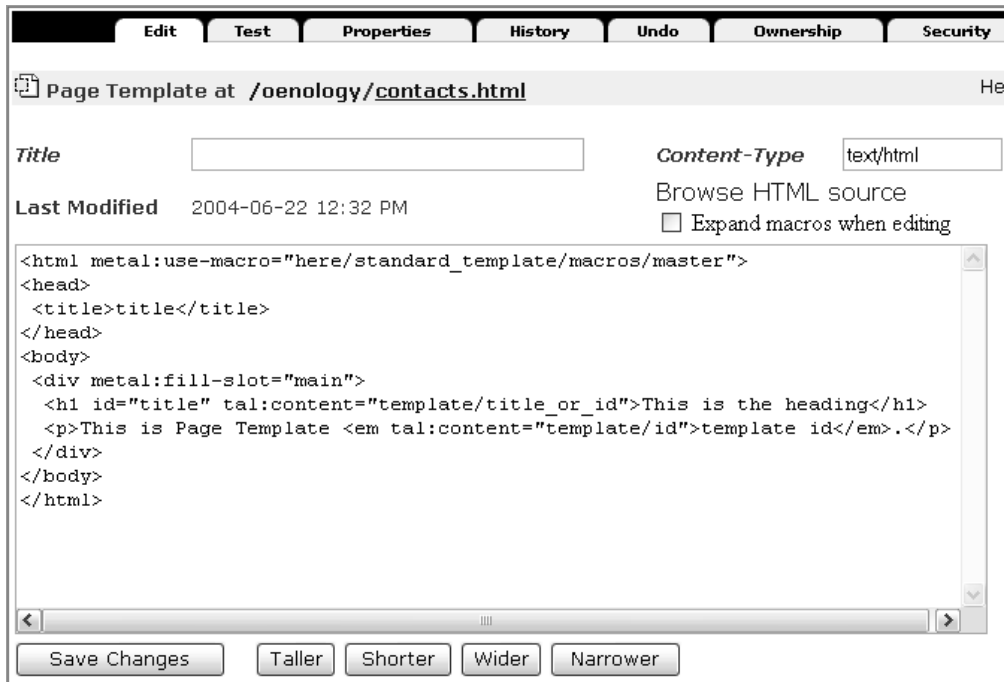 Edit Test Properties History Undo Ownership Security
Page Template at /oenology/contacts.html
Title
Content-Type text/html
Last Modified 2004-06-22 12:32 PM
Browse HTML source
Expand macros when editing
<html metal:use-macro="here/standard_template/macros/master">
<head>
 <title>title</title>
</head>
<body>
 <div metal:fill-slot="main">
  <h1 id="title" tal:content="template/title_or_id">This is the heading</h1>
  <p>This is Page Template <em tal:content="template/id">template id</em>.</p>
 </div>
</body>
</html>
Save Changes Taller Shorter Wider Narrower